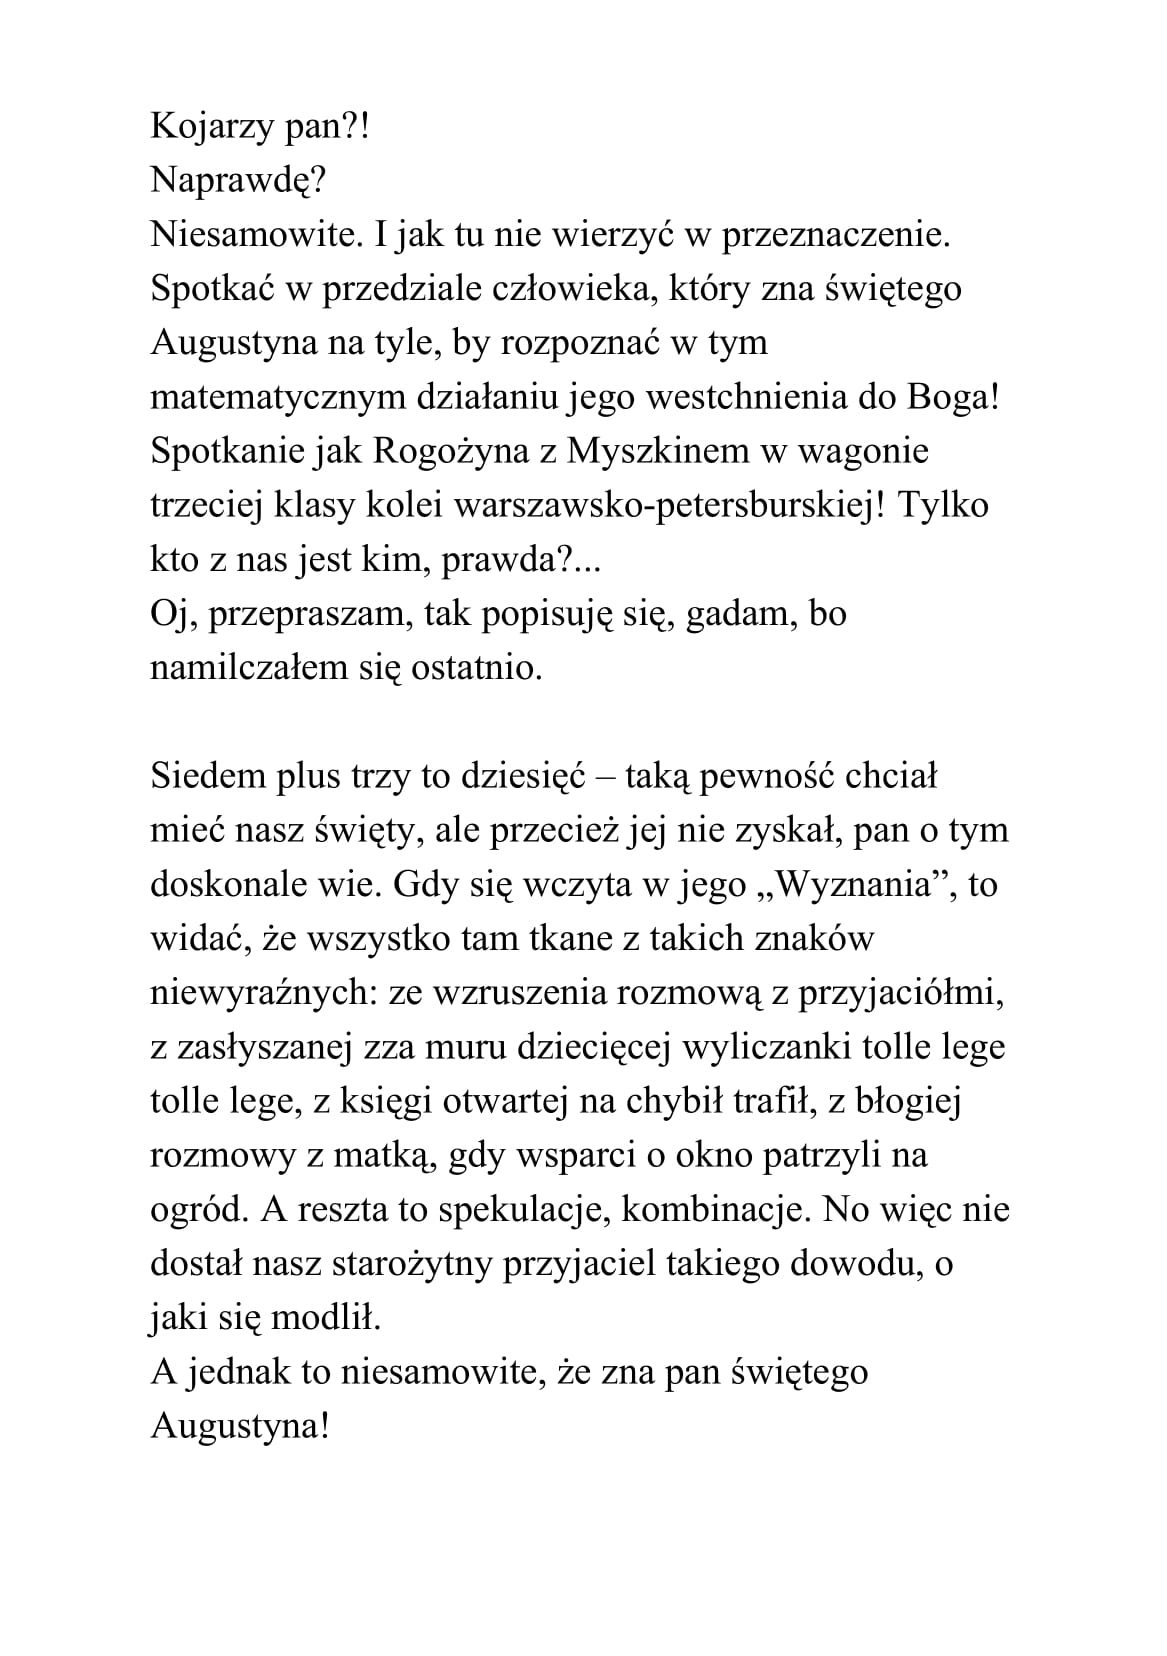 Kojarzy pan?!
Naprawdę?
Niesamowite. I jak tu nie wierzyć w przeznaczenie.
Spotkać w przedziale człowieka, który zna świętego
Augustyna na tyle, by rozpoznać w tym
matematycznym działaniu jego westchnienia do Boga!
Spotkanie jak Rogożyna z Myszkinem w wagonie
trzeciej klasy kolei warszawsko-petersburskiej! Tylko
kto z nas jest kim, prawda?...
Oj, przepraszam, tak popisuję się, gadam, bo
namilczałem się ostatnio.

Siedem plus trzy to dziesięć – taką pewność chciał
mieć nasz święty, ale przecież jej nie zyskał, pan o tym
doskonale wie. Gdy się wczyta w jego „Wyznania”, to
widać, że wszystko tam tkane z takich znaków
niewyraźnych: ze wzruszenia rozmową z przyjaciółmi,
z zasłyszanej zza muru dziecięcej wyliczanki tolle lege
tolle lege, z księgi otwartej na chybił trafił, z błogiej
rozmowy z matką, gdy wsparci o okno patrzyli na
ogród. A reszta to spekulacje, kombinacje. No więc nie
dostał nasz starożytny przyjaciel takiego dowodu, o
jaki się modlił.
A jednak to niesamowite, że zna pan świętego
Augustyna!